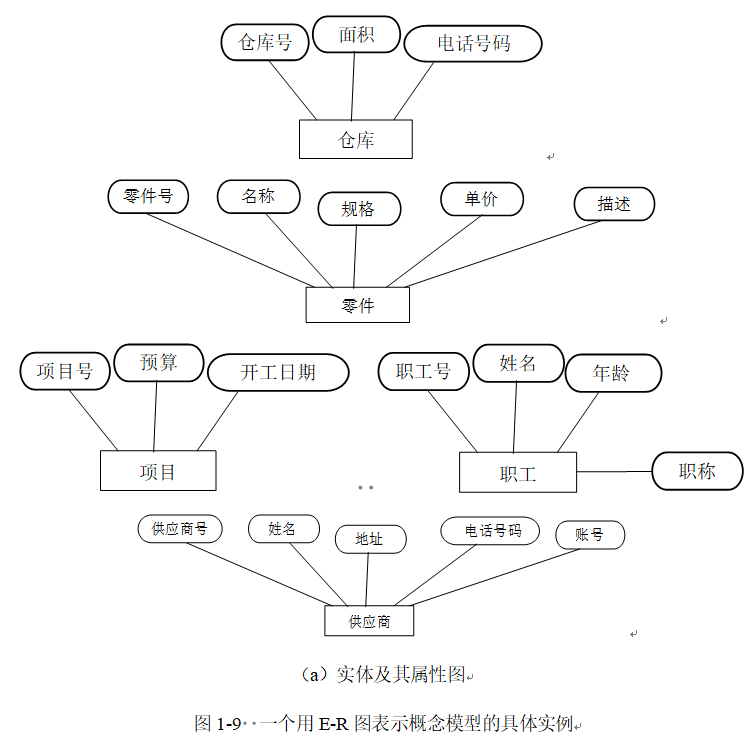 仓库号 面积 电话号码
仓库
零件号 名称 规格 单价 描述
零件
项目号 预算 开工日期 职工号 姓名 年龄
项目 职工 职称
供应商号 姓名 地址 电话号码 账号
供应商
（a）实体及其属性图
图 1-9 一个用 E-R 图表示概念模型的具体实例